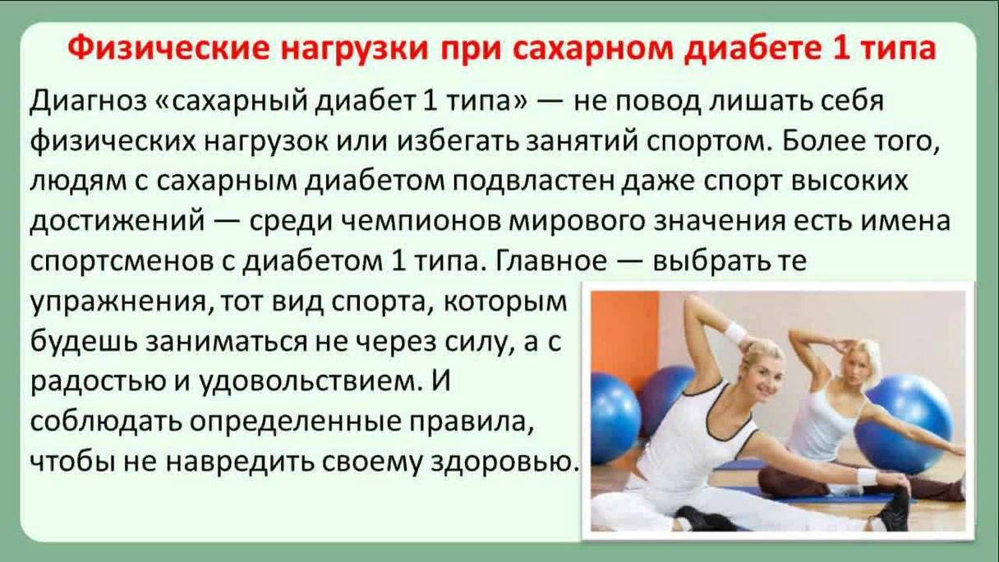 Физические нагрузки при сахарном диабете 1 типа
Диагноз «сахарный диабет 1 типа» — не повод лишать себя
физических нагрузок или избегать занятий спортом. Более того,
людям с сахарным диабетом подвластен даже спорт высоких
достижений — среди чемпионов мирового значения есть имена
спортсменов с диабетом 1 типа. Главное — выбрать те
упражнения, тот вид спорта, которым
будешь заниматься не через силу, а с
радостью и удовольствием. И
соблюдать определенные правила,
чтобы не навредить своему здоровью.